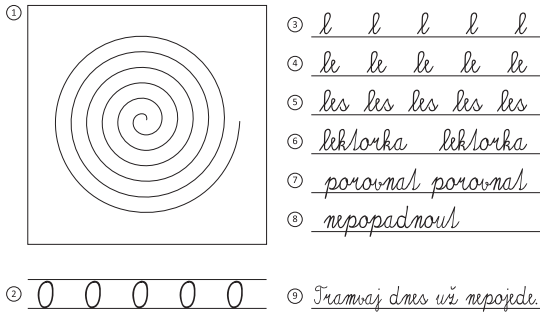 ①
② 0 0 0 0 0
③ l l l l l
④ le le le le le
⑤ les les les les les
⑥ lektorka lektorka
⑦ porovnat porovnat
⑧ nepopadnout
⑨ Tramvaj dnes už nepojede.